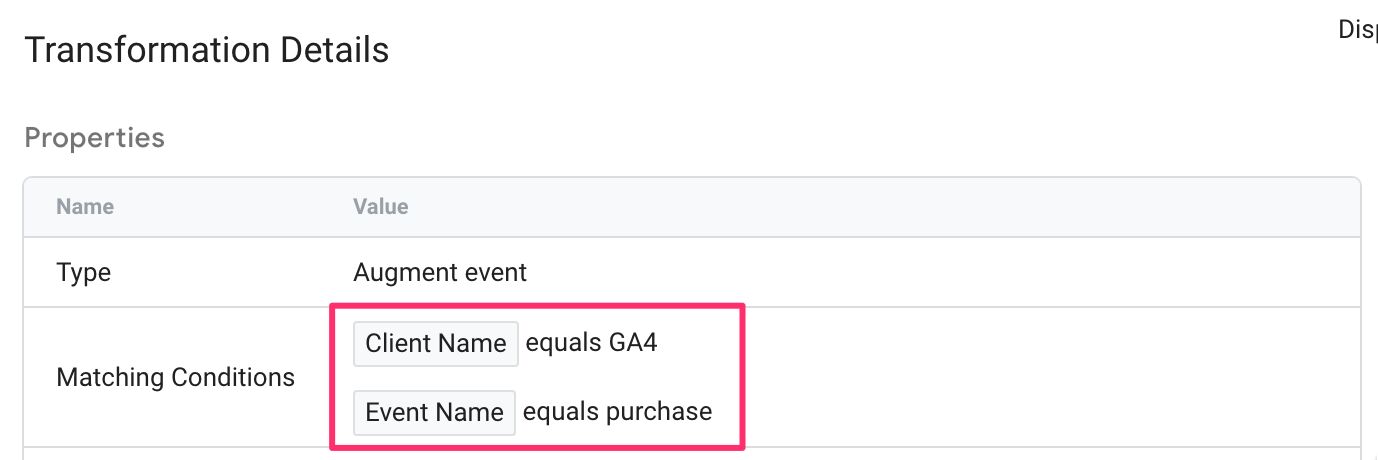 Disp
Transformation Details
Properties
Name Value
Type Augment event
Matching Conditions
Client Name equals GA4
Event Name equals purchase